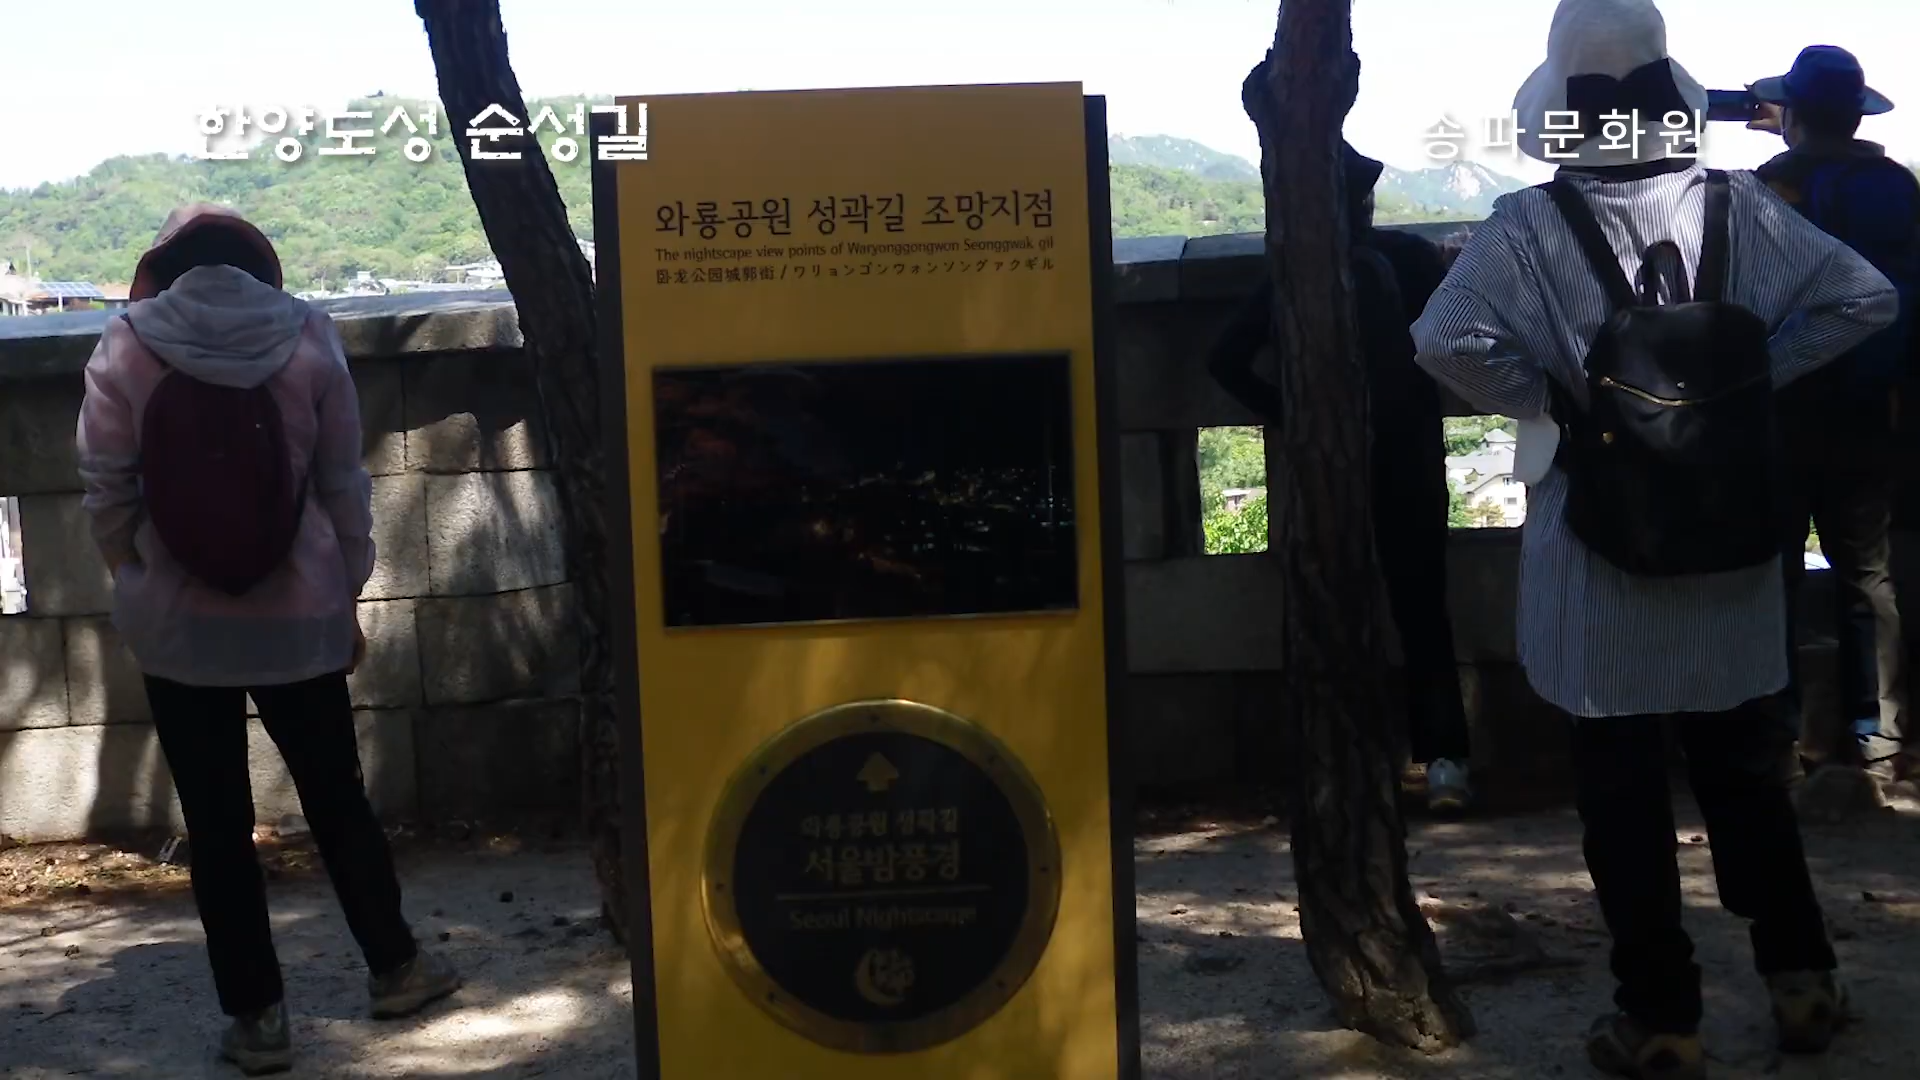 한양도성 순성길
송파문화원
와룡공원 성곽길 조망지점
The nightscape view points of Waryonggongwon Seonggwak gil
卧龙公园城郭街 / ワリョンゴンウォンソングァクギル
와룡공원 성곽길
서울밤풍경
Seoul Nightscape